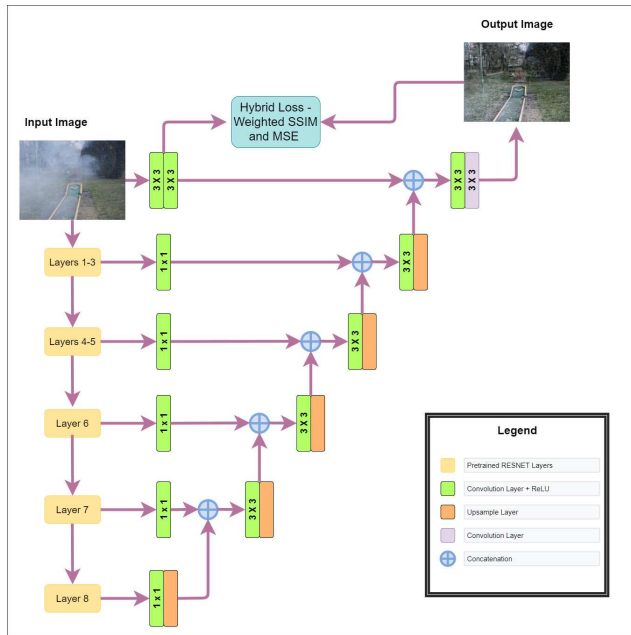 Output Image
Input Image
Hybrid Loss -
Weighted SSIM
and MSE
3 X 3
3 X 3
3 X 3
3 X 3
Layers 1-3
1 x 1
3 X 3
Layers 4-5
1 x 1
3 X 3
Layer 6
1 x 1
3 X 3
Layer 7
1 x 1
3 X 3
Layer 8
1 x 1
Legend
Pretrained RESNET Layers
Convolution Layer + ReLU
Upsample Layer
Convolution Layer
Concatenation